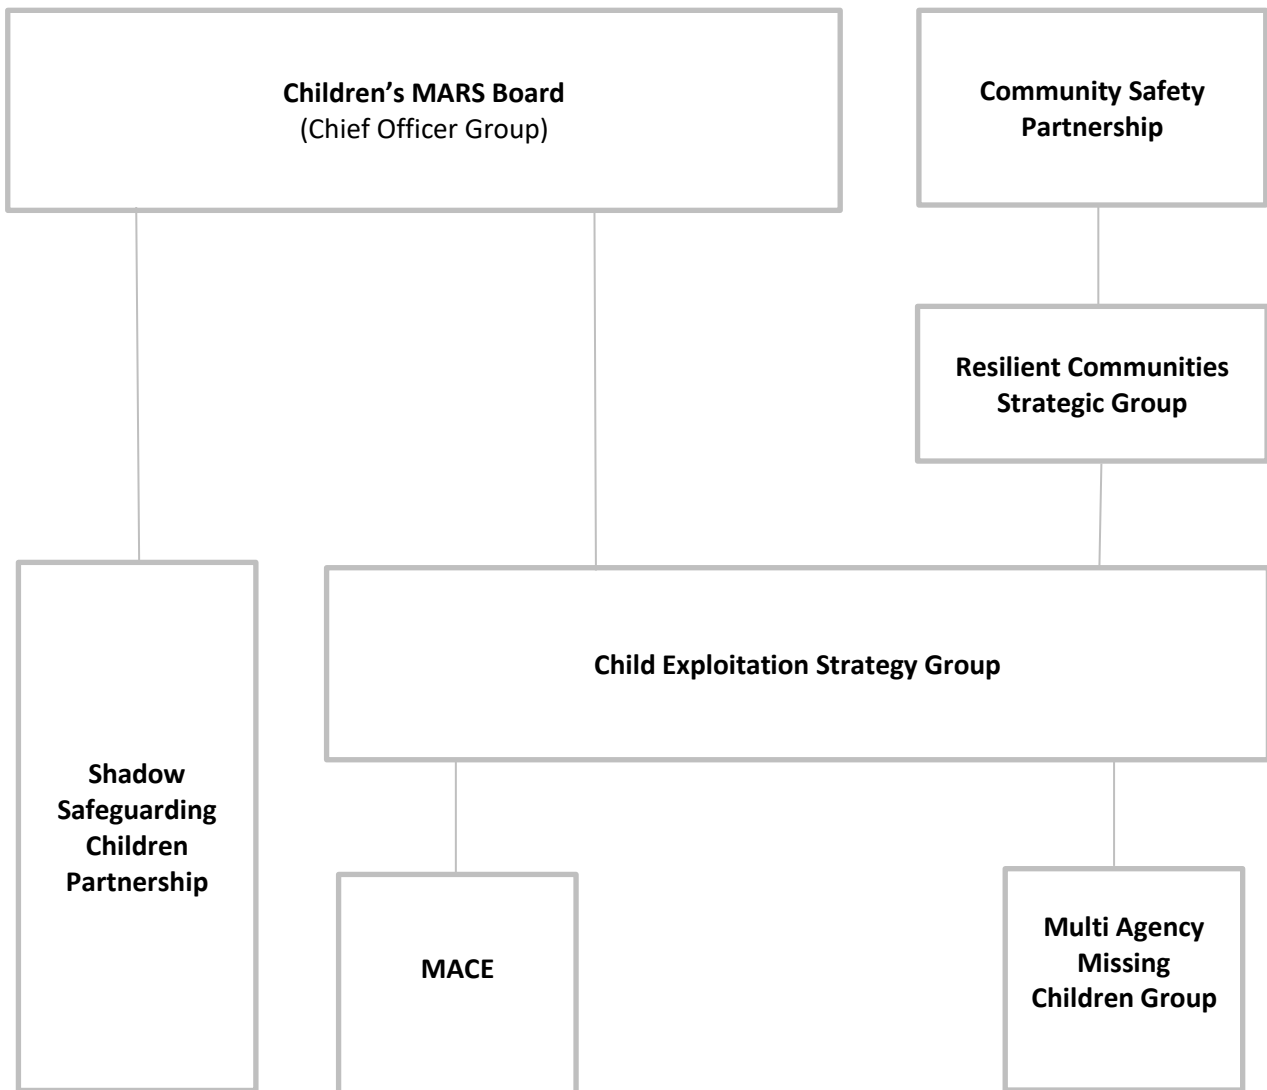 Children’s MARS Board
(Chief Officer Group)
Community Safety
Partnership
Resilient Communities
Strategic Group
Child Exploitation Strategy Group
Shadow
Safeguarding
Children
Partnership
MACE
Multi Agency
Missing
Children Group